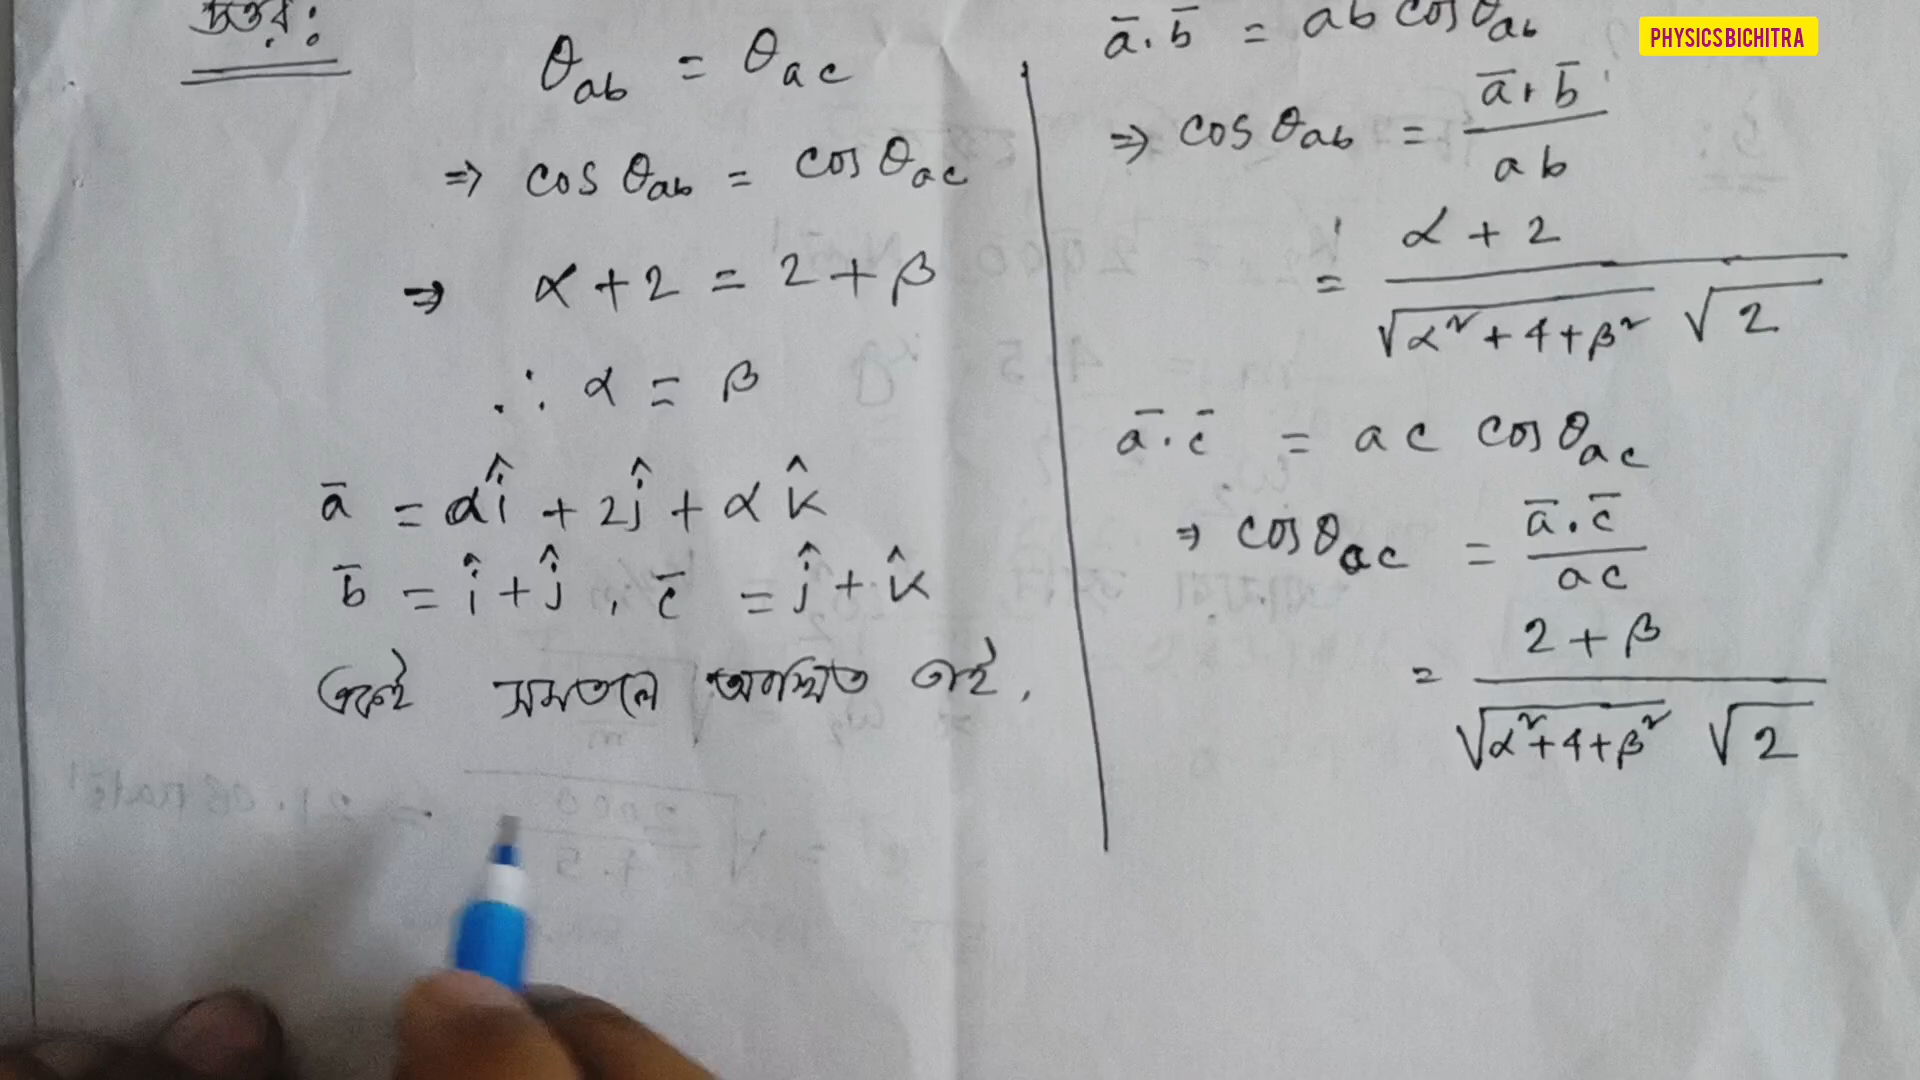 উত্তর:
θab = θac
⇒ cos θab = cos θac
⇒ α + 2 = 2 + β
∴ α = β
a̅ = αî + 2ĵ + αk̂
b̅ = î + ĵ, c̅ = ĵ + k̂
একই সমতলে অবস্থিত তাই,
a̅.b̅ = ab cos θab
⇒ cos θab = a̅.b̅ / ab
= α + 2 / √α²+4+β² √2
a̅.c̅ = ac cos θac
⇒ cos θac = a̅.c̅ / ac
= 2 + β / √α²+4+β² √2
PHYSICS BICHITRA